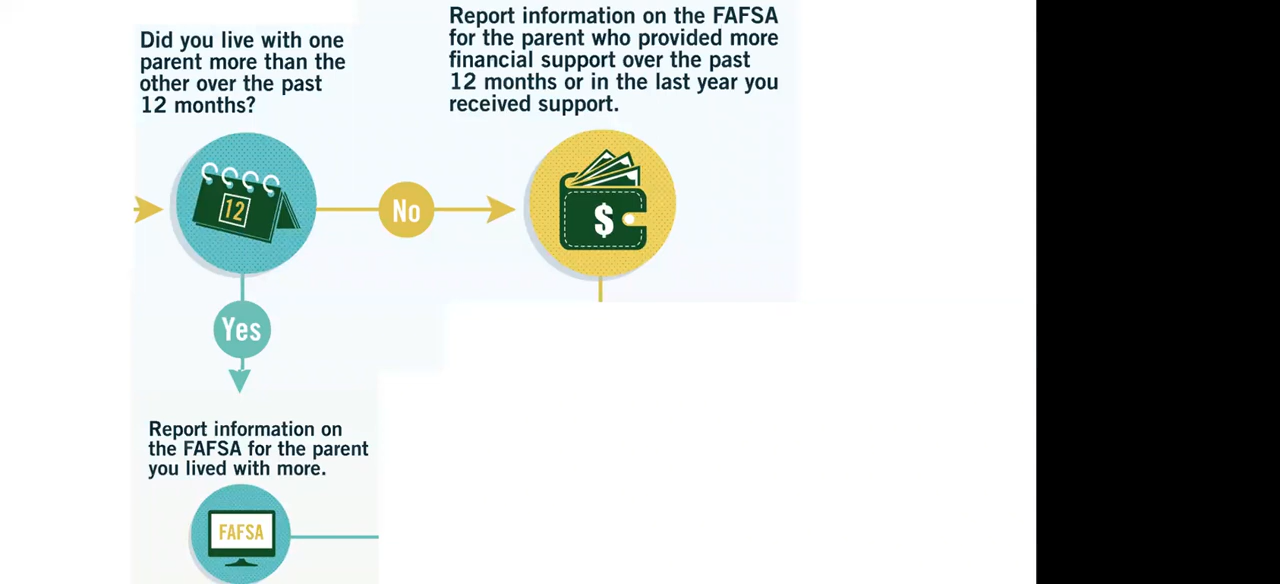 Did you live with one
parent more than the
other over the past
12 months?
Report information on the FAFSA
for the parent who provided more
financial support over the past
12 months or in the last year you
received support.
12
No
$
Yes
Report information on
the FAFSA for the parent
you lived with more.
FAFSA